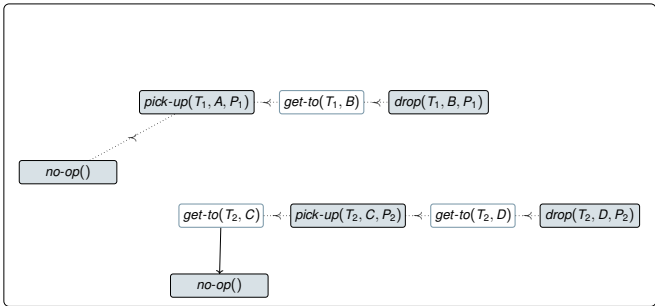 pick-up(T₁, A, P₁) ≺ get-to(T₁, B) ≺ drop(T₁, B, P₁)
≺
no-op()
get-to(T₂, C) ≺ pick-up(T₂, C, P₂) ≺ get-to(T₂, D) ≺ drop(T₂, D, P₂)
no-op()